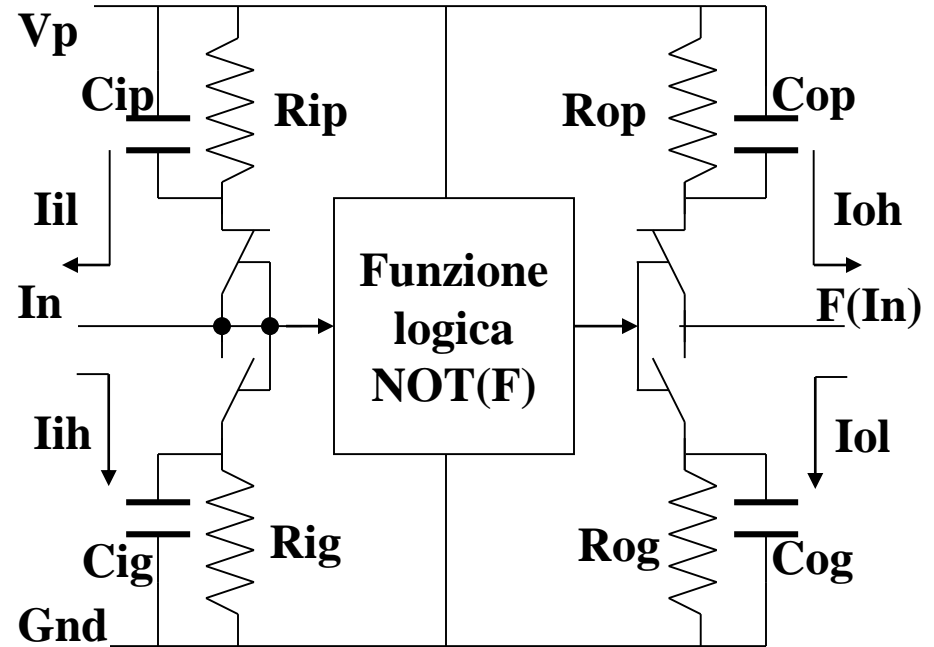 Vp
Cip
Rip
Rop
Cop
Iil
Ioh
In
Funzione
logica
NOT(F)
F(In)
Iih
Iol
Cig
Rig
Rog
Cog
Gnd